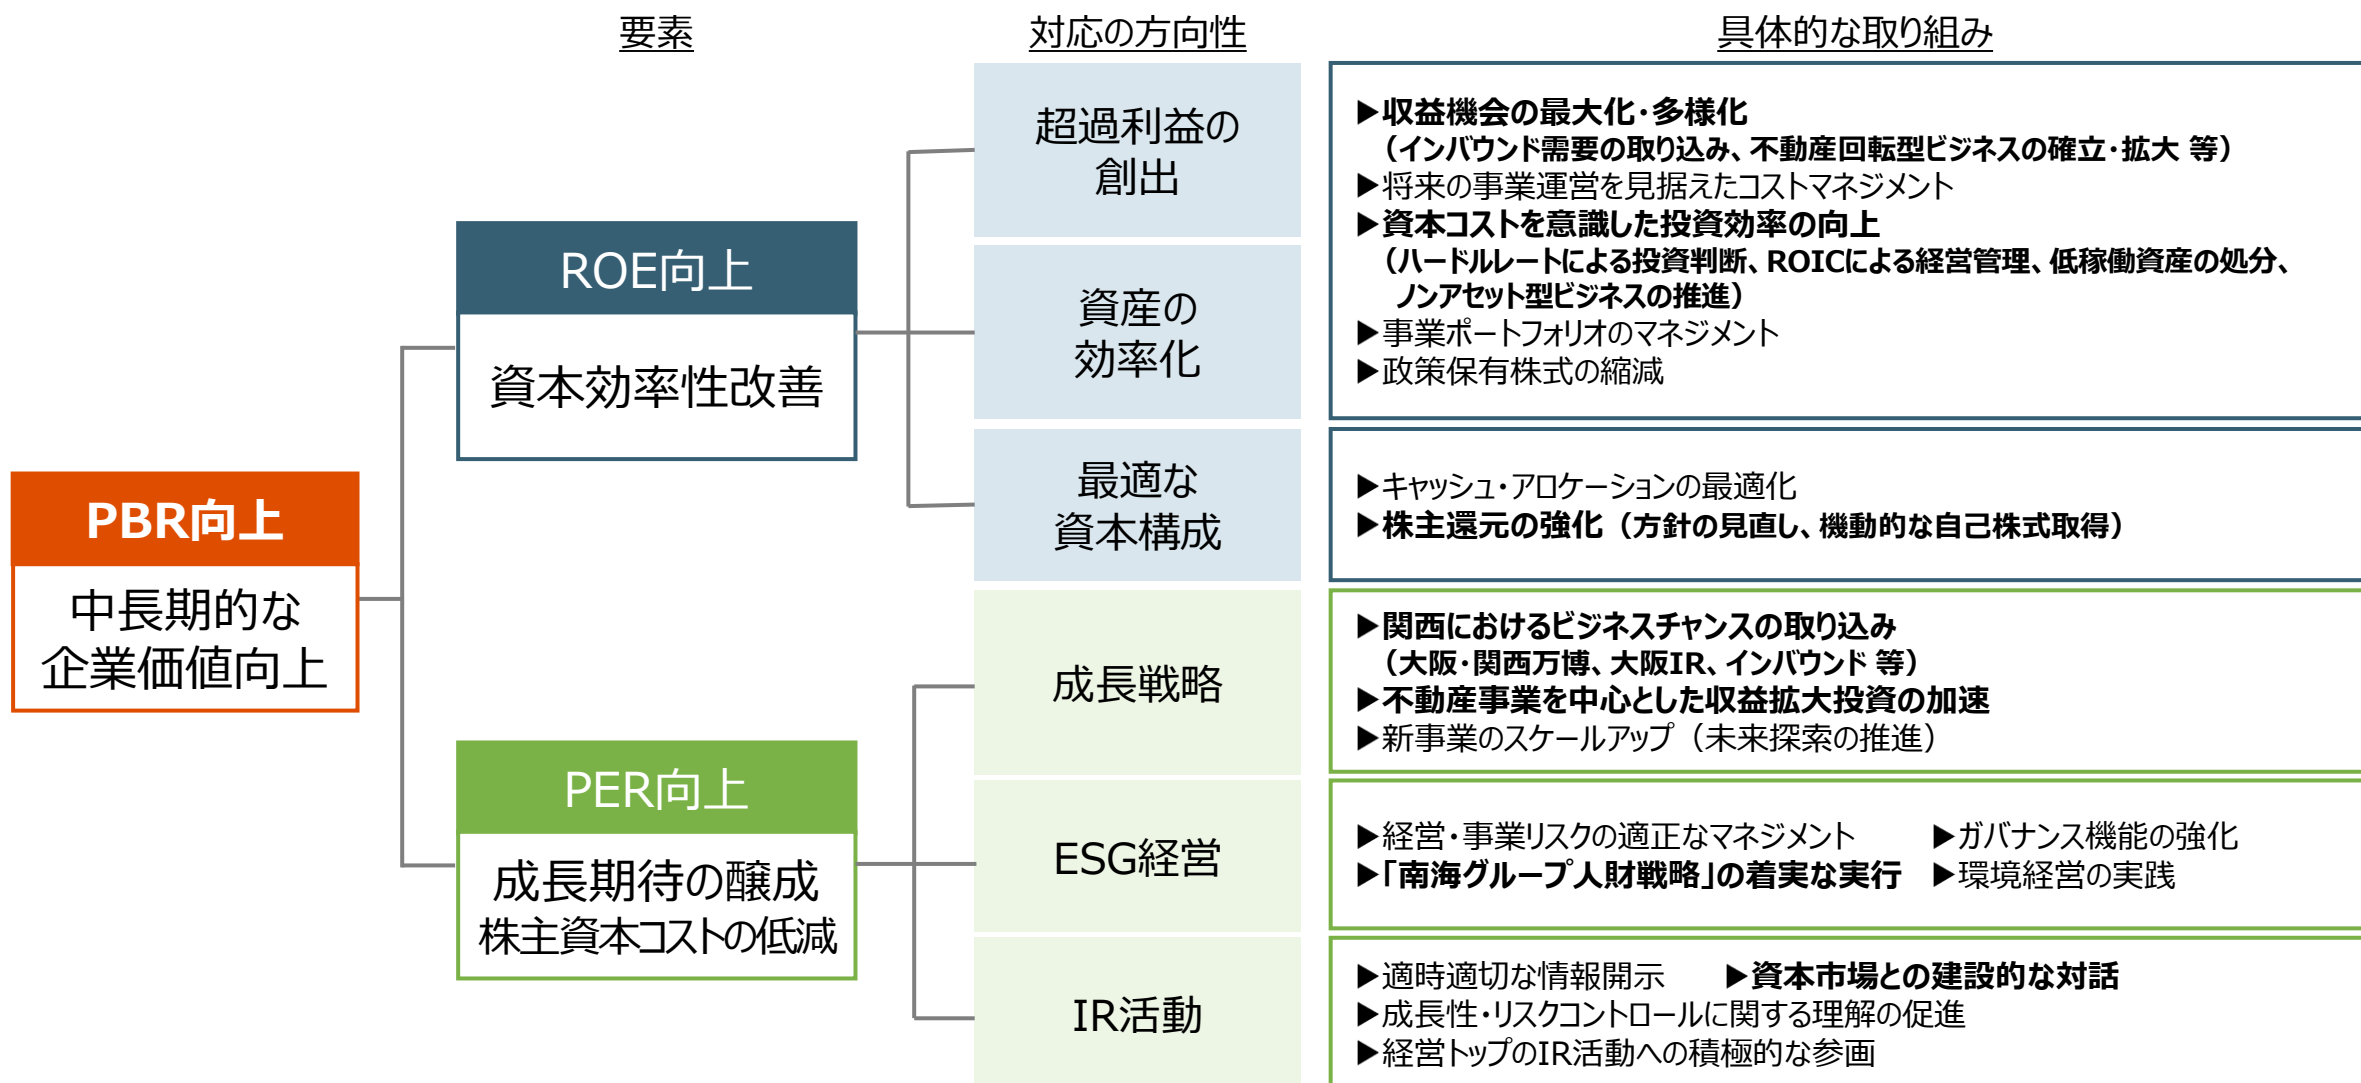 要素
対応の方向性
具体的な取り組み
PBR向上
中長期的な
企業価値向上
ROE向上
資本効率性改善
超過利益の
創出
資産の
効率化
▶収益機会の最大化・多様化
（インバウンド需要の取り込み、不動産回転型ビジネスの確立・拡大 等）
▶将来の事業運営を見据えたコストマネジメント
▶資本コストを意識した投資効率の向上
（ハードルレートによる投資判断、ROICによる経営管理、低稼働資産の処分、
ノンアセット型ビジネスの推進）
▶事業ポートフォリオのマネジメント
▶政策保有株式の縮減
最適な
資本構成
▶キャッシュ・アロケーションの最適化
▶株主還元の強化（方針の見直し、機動的な自己株式取得）
PER向上
成長期待の醸成
株主資本コストの低減
成長戦略
▶関西におけるビジネスチャンスの取り込み
（大阪・関西万博、大阪IR、インバウンド 等）
▶不動産事業を中心とした収益拡大投資の加速
▶新事業のスケールアップ（未来探索の推進）
ESG経営
▶経営・事業リスクの適正なマネジメント ▶ガバナンス機能の強化
▶「南海グループ人財戦略」の着実な実行 ▶環境経営の実践
IR活動
▶適時適切な情報開示 ▶資本市場との建設的な対話
▶成長性・リスクコントロールに関する理解の促進
▶経営トップのIR活動への積極的な参画